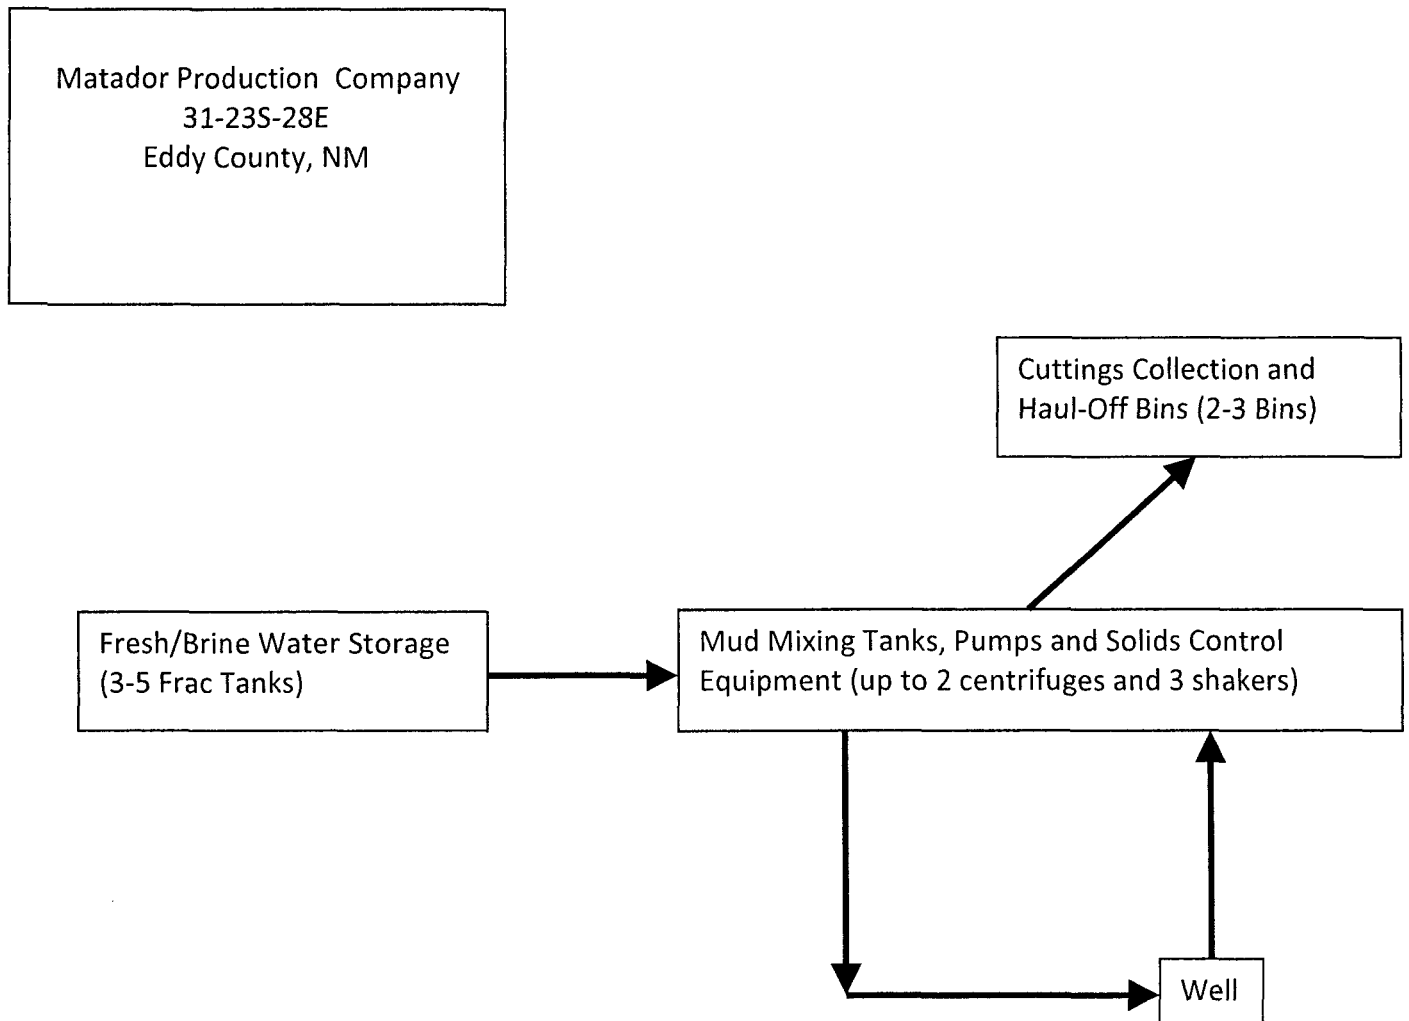 Matador Production Company
31-23S-28E
Eddy County, NM
Cuttings Collection and
Haul-Off Bins (2-3 Bins)
Fresh/Brine Water Storage
(3-5 Frac Tanks)
Mud Mixing Tanks, Pumps and Solids Control
Equipment (up to 2 centrifuges and 3 shakers)
Well